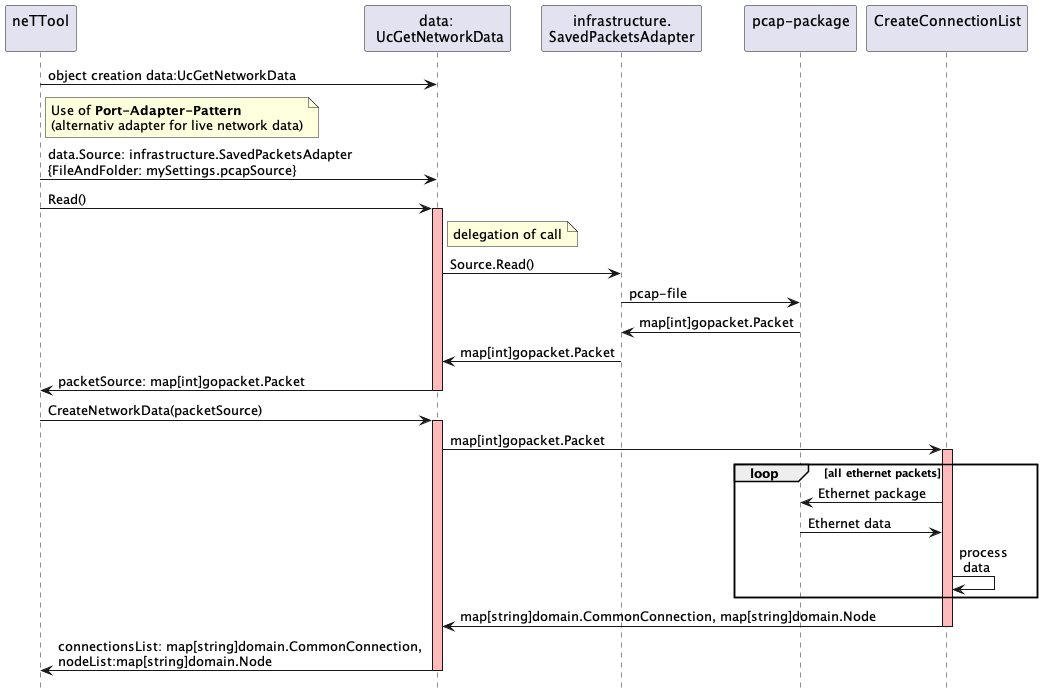 neTTool
data:
UcGetNetworkData
infrastructure.
SavedPacketsAdapter
pcap-package
CreateConnectionList
object creation data:UcGetNetworkData
Use of Port-Adapter-Pattern
(alternativ adapter for live network data)
data.Source: infrastructure.SavedPacketsAdapter
{FileAndFolder: mySettings.pcapSource}
Read()
delegation of call
Source.Read()
pcap-file
map[int]gopacket.Packet
map[int]gopacket.Packet
packetSource: map[int]gopacket.Packet
CreateNetworkData(packetSource)
map[int]gopacket.Packet
loop [all ethernet packets]
Ethernet package
Ethernet data
process
data
map[string]domain.CommonConnection, map[string]domain.Node
connectionsList: map[string]domain.CommonConnection,
nodeList:map[string]domain.Node